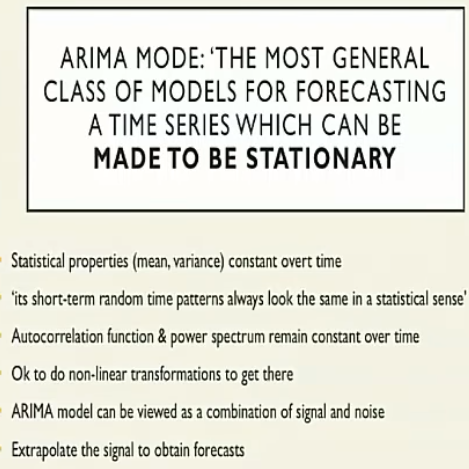 ARIMA MODE: ‘THE MOST GENERAL
CLASS OF MODELS FOR FORECASTING
A TIME SERIES WHICH CAN BE
MADE TO BE STATIONARY
Statistical properties (mean, variance) constant overt time
‘its short-term random time patterns always look the same in a statistical sense’
Autocorrelation function & power spectrum remain constant over time
Ok to do non-linear transformations to get there
ARIMA model can be viewed as a combination of signal and noise
Extrapolate the signal to obtain forecasts